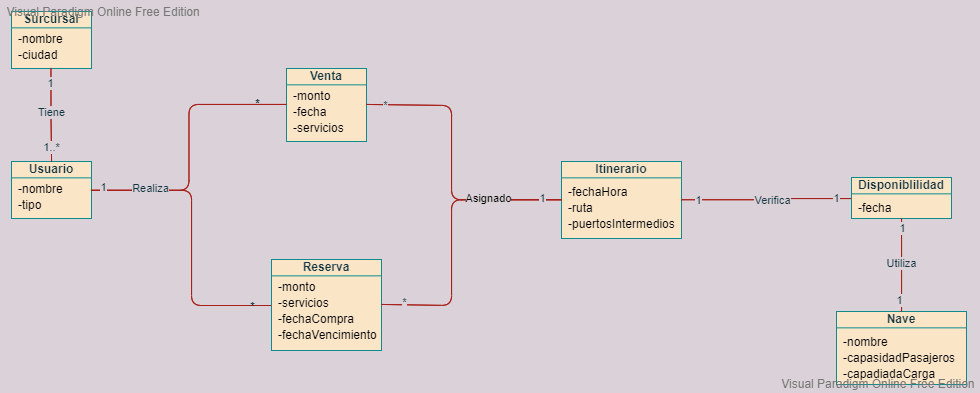 Visual Paradigm Online Free Edition
Surcursal
-nombre
-ciudad
1
Tiene
1..*
Usuario
-nombre
-tipo
1
Realiza
*
Venta
-monto
-fecha
-servicios
*
*
Reserva
-monto
-servicios
-fechaCompra
-fechaVencimiento
*
Asignado
1
Itinerario
-fechaHora
-ruta
-puertosIntermedios
1
Verifica
1
Disponiblilidad
-fecha
1
Utiliza
1
Nave
-nombre
-capasidadPasajeros
-capadiadaCarga
Visual Paradigm Online Free Edition